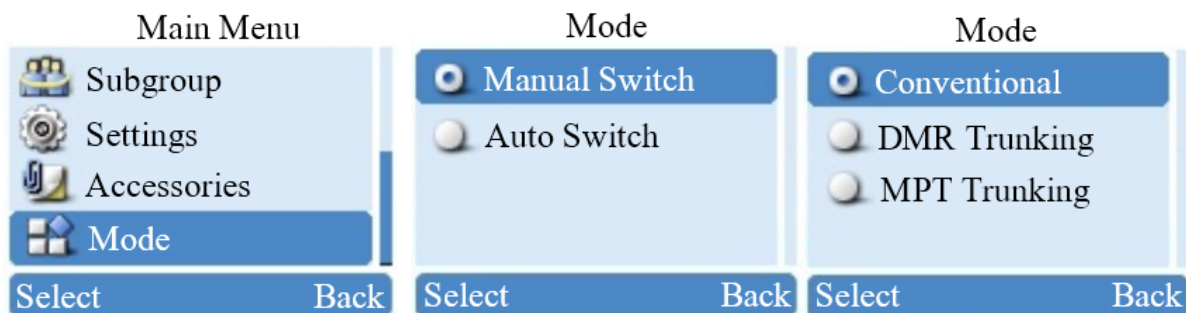 Main Menu
Subgroup
Settings
Accessories
Mode
Select Back
Mode
Manual Switch
Auto Switch
Select Back
Mode
Conventional
DMR Trunking
MPT Trunking
Select Back